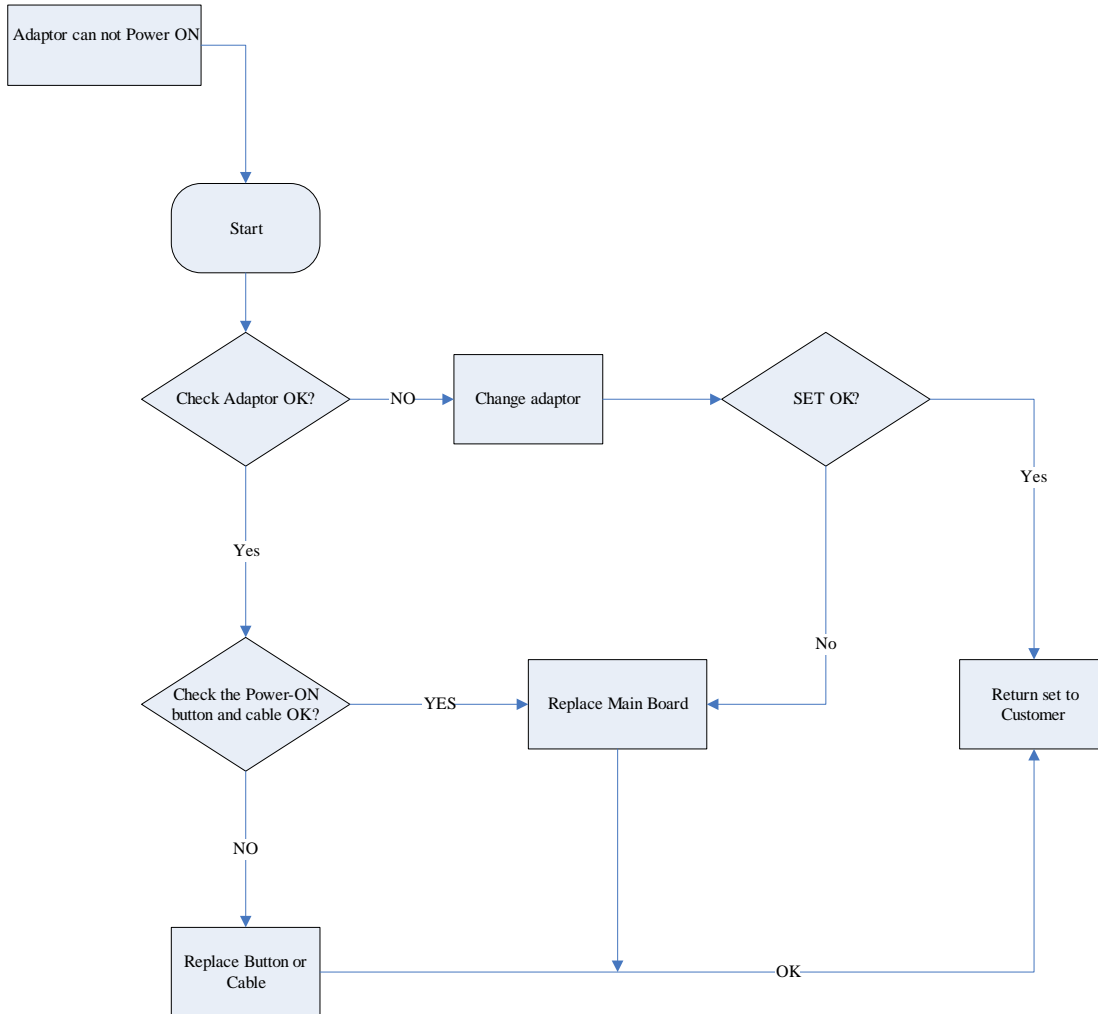 Adaptor can not Power ON
Start
Check Adaptor OK?
NO
Change adaptor
SET OK?
Yes
Yes
No
Check the Power-ON
button and cable OK?
YES
Replace Main Board
Return set to
Customer
NO
Replace Button or
Cable
OK